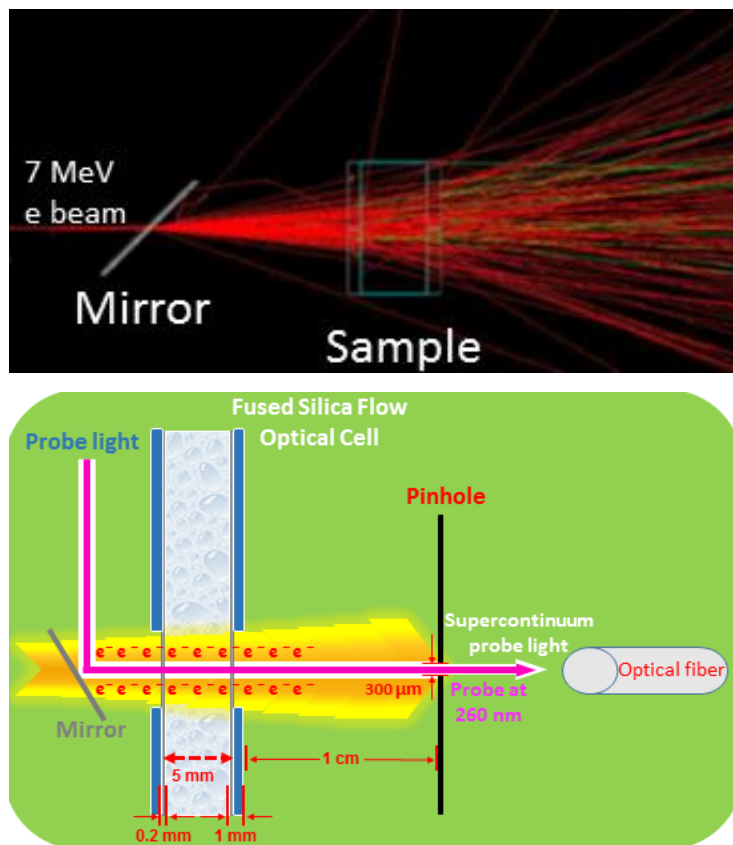 7 MeV
e beam
Mirror
Sample
Fused Silica Flow
Optical Cell
Probe light
Pinhole
Supercontinuum
probe light
e⁻ e⁻ e⁻ e⁻ e⁻ e⁻ e⁻ e⁻ e⁻
e⁻ e⁻ e⁻ e⁻ e⁻ e⁻ e⁻ e⁻ e⁻
300 µm
Probe at
260 nm
Optical fiber
Mirror
1 cm
5 mm
0.2 mm
1 mm